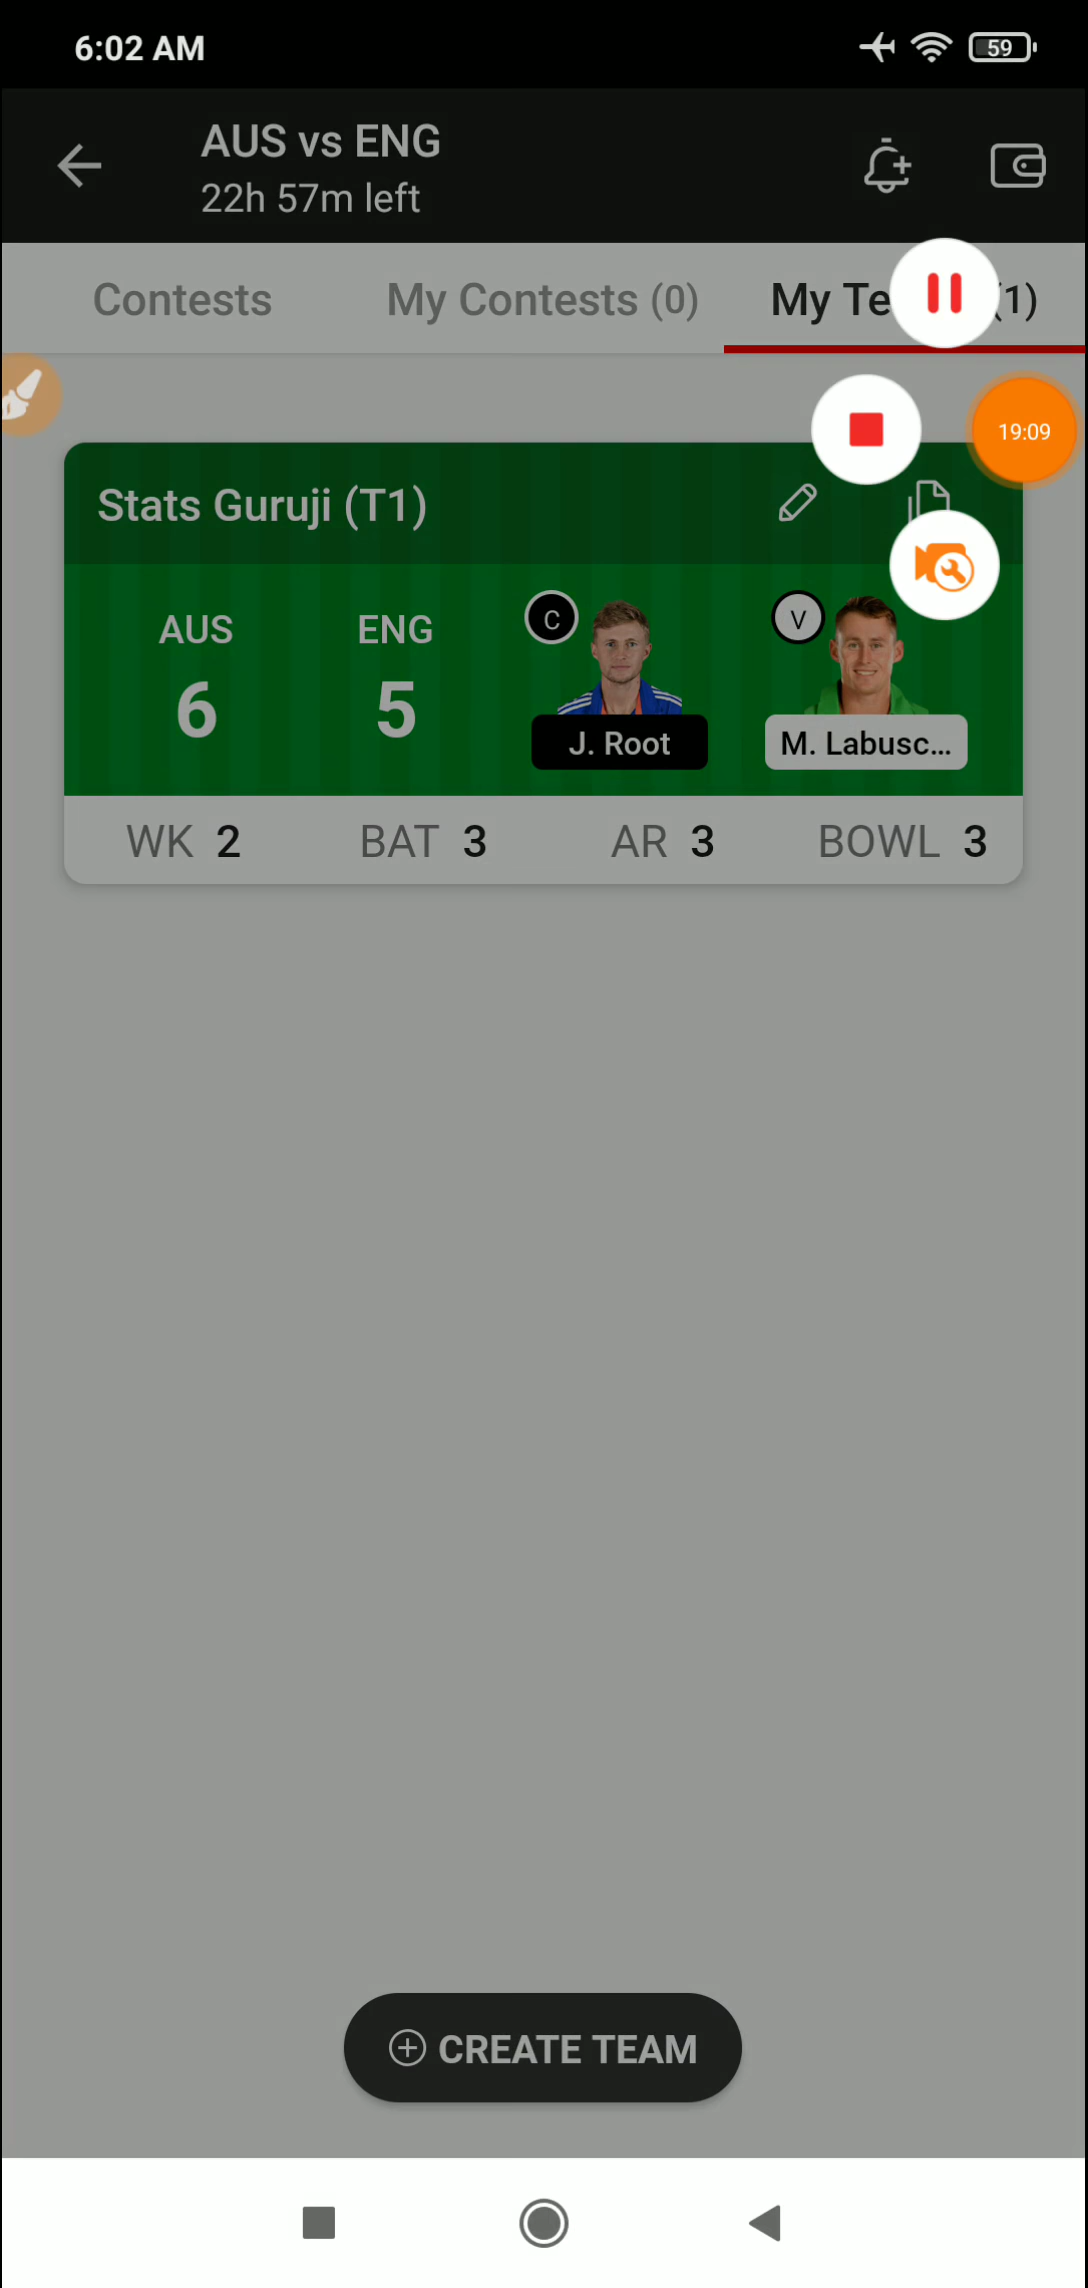 6:02 AM
59
AUS vs ENG
22h 57m left
Contests
My Contests (0)
My Te
1)
19:09
Stats Guruji (T1)
AUS
ENG
C
V
6
5
J. Root
M. Labusc...
WK 2
BAT 3
AR 3
BOWL 3
CREATE TEAM